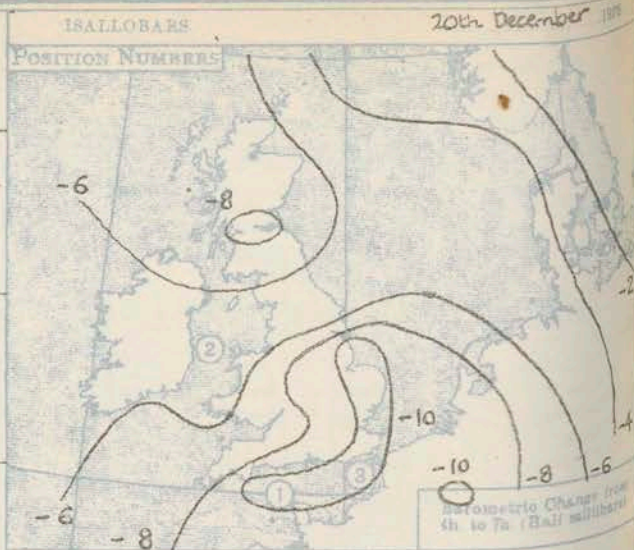 ISALLOBARS
20th December
POSITION NUMBERS
-6
-8
2
-2
-10
-4
3
-10
-8
-6
1
-6
-8
Barometric Change from
4h to 7h (Half millibars)